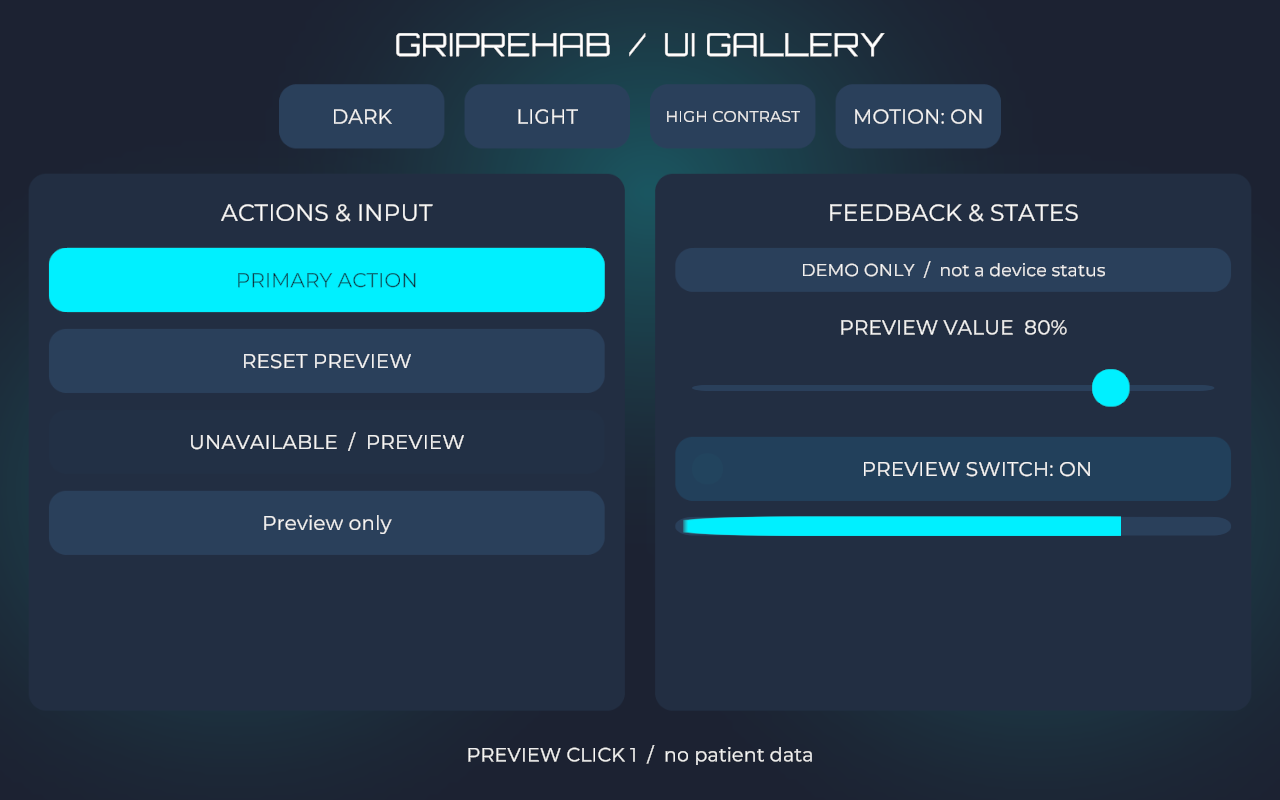 GRIPREHAB / UI GALLERY
DARK
LIGHT
HIGH CONTRAST
MOTION: ON
ACTIONS & INPUT
PRIMARY ACTION
RESET PREVIEW
UNAVAILABLE / PREVIEW
Preview only
FEEDBACK & STATES
DEMO ONLY / not a device status
PREVIEW VALUE 80%
PREVIEW SWITCH: ON
PREVIEW CLICK 1 / no patient data